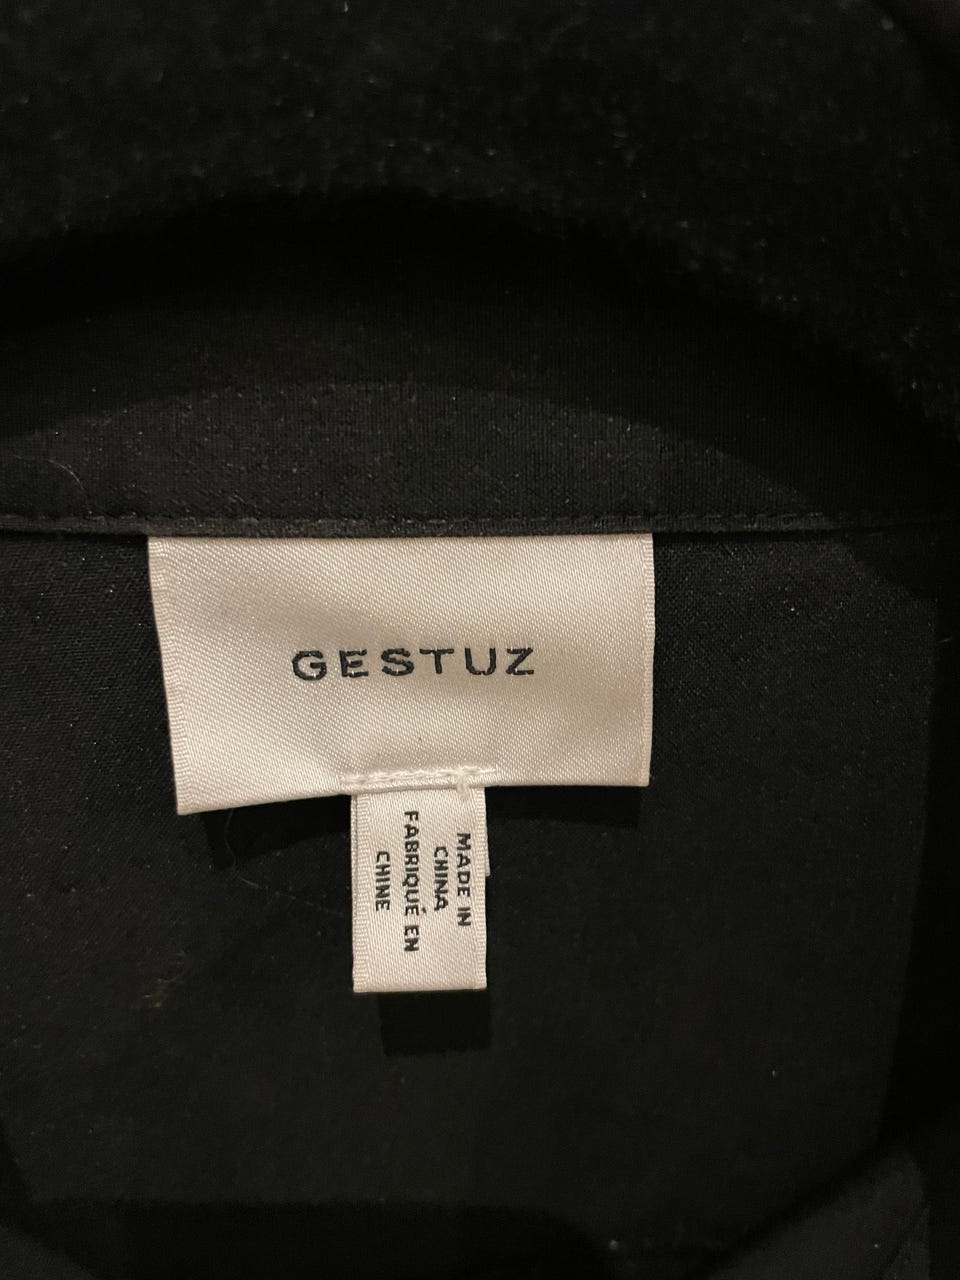 GESTUZ
MADE IN
CHINA
FABRIQUÉ EN
CHINE